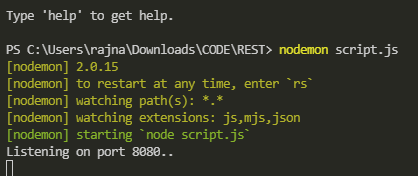 Type 'help' to get help.
PS C:\Users\rajna\Downloads\CODE\REST> nodemon script.js
[nodemon] 2.0.15
[nodemon] to restart at any time, enter `rs`
[nodemon] watching path(s): *.*
[nodemon] watching extensions: js,mjs,json
[nodemon] starting `node script.js`
Listening on port 8080..